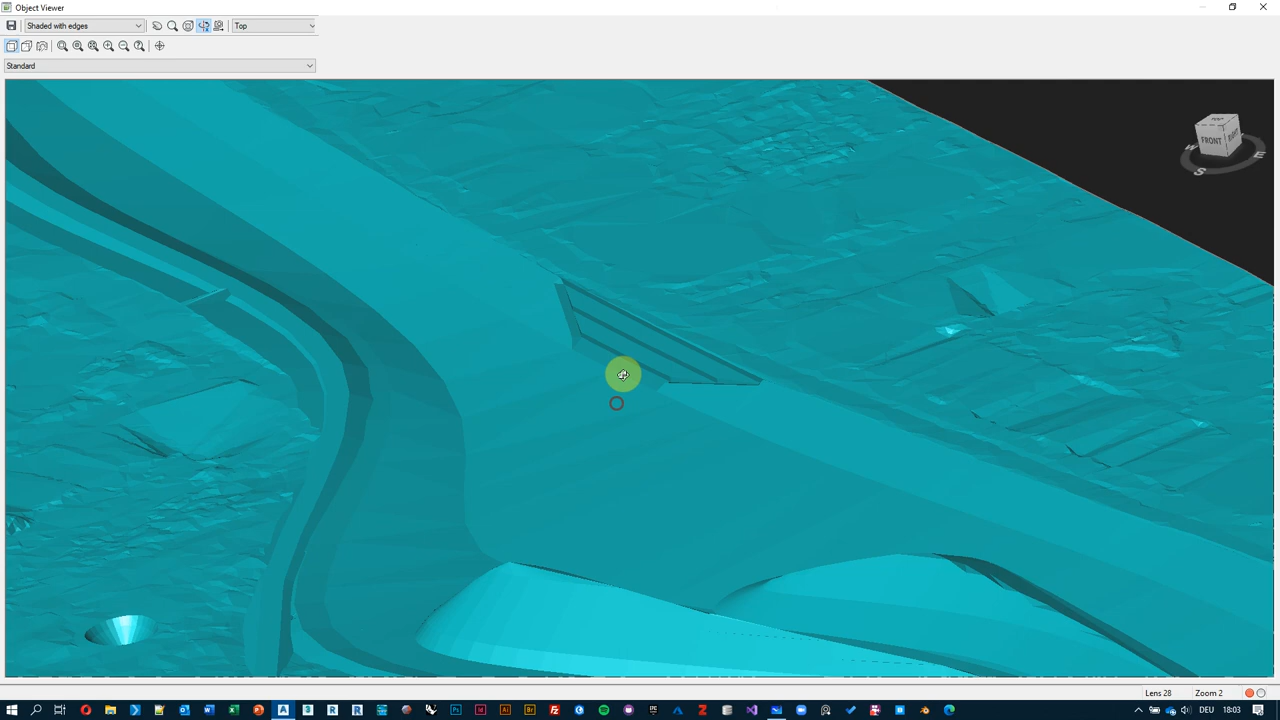 Object Viewer
Shaded with edges
Top
Standard
FRONT
S
E
Lens 28
Zoom 2
DEU
18:03